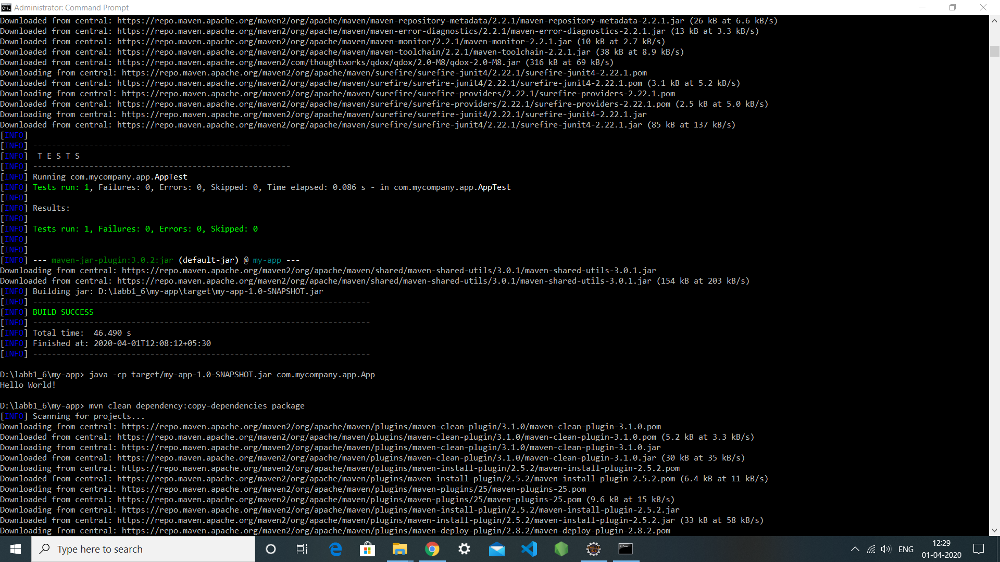 Administrator: Command Prompt
Downloaded from central: https://repo.maven.apache.org/maven2/org/apache/maven/maven-repository-metadata/2.2.1/maven-repository-metadata-2.2.1.jar (26 kB at 6.6 kB/s)
Downloaded from central: https://repo.maven.apache.org/maven2/org/apache/maven/maven-error-diagnostics/2.2.1/maven-error-diagnostics-2.2.1.jar (13 kB at 3.3 kB/s)
Downloaded from central: https://repo.maven.apache.org/maven2/org/apache/maven/maven-monitor/2.2.1/maven-monitor-2.2.1.jar (10 kB at 2.7 kB/s)
Downloaded from central: https://repo.maven.apache.org/maven2/org/apache/maven/maven-toolchain/2.2.1/maven-toolchain-2.2.1.jar (38 kB at 8.9 kB/s)
Downloaded from central: https://repo.maven.apache.org/maven2/com/thoughtworks/qdox/qdox/2.0-M8/qdox-2.0-M8.jar (316 kB at 69 kB/s)
Downloading from central: https://repo.maven.apache.org/maven2/org/apache/maven/surefire/surefire-junit4/2.22.1/surefire-junit4-2.22.1.pom
Downloaded from central: https://repo.maven.apache.org/maven2/org/apache/maven/surefire/surefire-junit4/2.22.1/surefire-junit4-2.22.1.pom (3.1 kB at 5.2 kB/s)
Downloading from central: https://repo.maven.apache.org/maven2/org/apache/maven/surefire/surefire-providers/2.22.1/surefire-providers-2.22.1.pom
Downloaded from central: https://repo.maven.apache.org/maven2/org/apache/maven/surefire/surefire-providers/2.22.1/surefire-providers-2.22.1.pom (2.5 kB at 5.0 kB/s)
Downloading from central: https://repo.maven.apache.org/maven2/org/apache/maven/surefire/surefire-junit4/2.22.1/surefire-junit4-2.22.1.jar
Downloaded from central: https://repo.maven.apache.org/maven2/org/apache/maven/surefire/surefire-junit4/2.22.1/surefire-junit4-2.22.1.jar (85 kB at 137 kB/s)
[INFO]
[INFO] -------------------------------------------------------
[INFO]  T E S T S
[INFO] -------------------------------------------------------
[INFO] Running com.mycompany.app.AppTest
[INFO] Tests run: 1, Failures: 0, Errors: 0, Skipped: 0, Time elapsed: 0.086 s - in com.mycompany.app.AppTest
[INFO]
[INFO] Results:
[INFO]
[INFO] Tests run: 1, Failures: 0, Errors: 0, Skipped: 0
[INFO]
[INFO]
[INFO] --- maven-jar-plugin:3.0.2:jar (default-jar) @ my-app ---
Downloading from central: https://repo.maven.apache.org/maven2/org/apache/maven/shared/maven-shared-utils/3.0.1/maven-shared-utils-3.0.1.jar
Downloaded from central: https://repo.maven.apache.org/maven2/org/apache/maven/shared/maven-shared-utils/3.0.1/maven-shared-utils-3.0.1.jar (154 kB at 203 kB/s)
[INFO] Building jar: D:\labb1_6\my-app\target\my-app-1.0-SNAPSHOT.jar
[INFO] ------------------------------------------------------------------------
[INFO] BUILD SUCCESS
[INFO] ------------------------------------------------------------------------
[INFO] Total time:  46.490 s
[INFO] Finished at: 2020-04-01T12:08:12+05:30
[INFO] ------------------------------------------------------------------------
D:\labb1_6\my-app> java -cp target/my-app-1.0-SNAPSHOT.jar com.mycompany.app.App
Hello World!
D:\labb1_6\my-app> mvn clean dependency:copy-dependencies package
[INFO] Scanning for projects...
Downloading from central: https://repo.maven.apache.org/maven2/org/apache/maven/plugins/maven-clean-plugin/3.1.0/maven-clean-plugin-3.1.0.pom
Downloaded from central: https://repo.maven.apache.org/maven2/org/apache/maven/plugins/maven-clean-plugin/3.1.0/maven-clean-plugin-3.1.0.pom (5.2 kB at 3.3 kB/s)
Downloading from central: https://repo.maven.apache.org/maven2/org/apache/maven/plugins/maven-clean-plugin/3.1.0/maven-clean-plugin-3.1.0.jar
Downloaded from central: https://repo.maven.apache.org/maven2/org/apache/maven/plugins/maven-clean-plugin/3.1.0/maven-clean-plugin-3.1.0.jar (30 kB at 35 kB/s)
Downloading from central: https://repo.maven.apache.org/maven2/org/apache/maven/plugins/maven-install-plugin/2.5.2/maven-install-plugin-2.5.2.pom
Downloaded from central: https://repo.maven.apache.org/maven2/org/apache/maven/plugins/maven-install-plugin/2.5.2/maven-install-plugin-2.5.2.pom (6.4 kB at 11 kB/s)
Downloading from central: https://repo.maven.apache.org/maven2/org/apache/maven/plugins/maven-plugins/25/maven-plugins-25.pom
Downloaded from central: https://repo.maven.apache.org/maven2/org/apache/maven/plugins/maven-plugins/25/maven-plugins-25.pom (9.6 kB at 15 kB/s)
Downloading from central: https://repo.maven.apache.org/maven2/org/apache/maven/plugins/maven-install-plugin/2.5.2/maven-install-plugin-2.5.2.jar
Downloaded from central: https://repo.maven.apache.org/maven2/org/apache/maven/plugins/maven-install-plugin/2.5.2/maven-install-plugin-2.5.2.jar (33 kB at 58 kB/s)
Downloading from central: https://repo.maven.apache.org/maven2/org/apache/maven/plugins/maven-deploy-plugin/2.8.2/maven-deploy-plugin-2.8.2.pom
Type here to search
ENG
12:29
01-04-2020